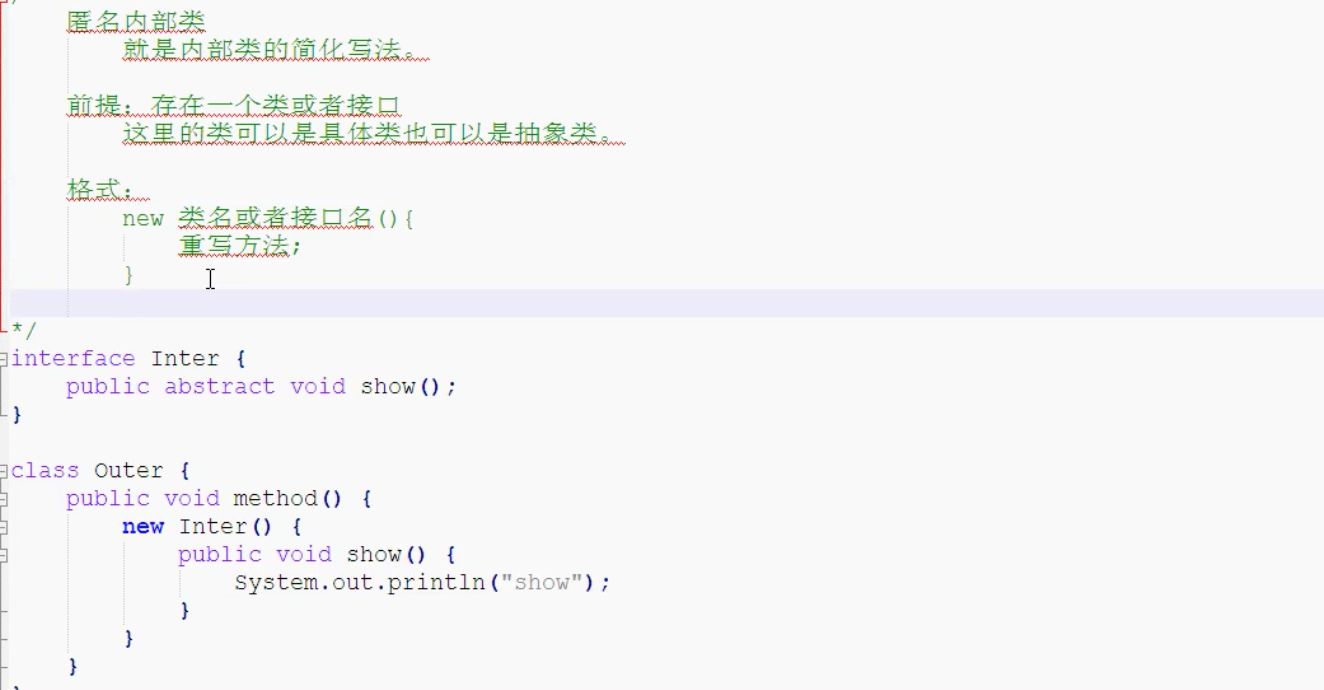 匿名内部类
就是内部类的简化写法。
前提：存在一个类或者接口
这里的类可以是具体类也可以是抽象类。
格式：
new 类名或者接口名(){
重写方法;
}
*/
interface Inter {
public abstract void show();
}
class Outer {
public void method() {
new Inter() {
public void show() {
System.out.println("show");
}
}
}